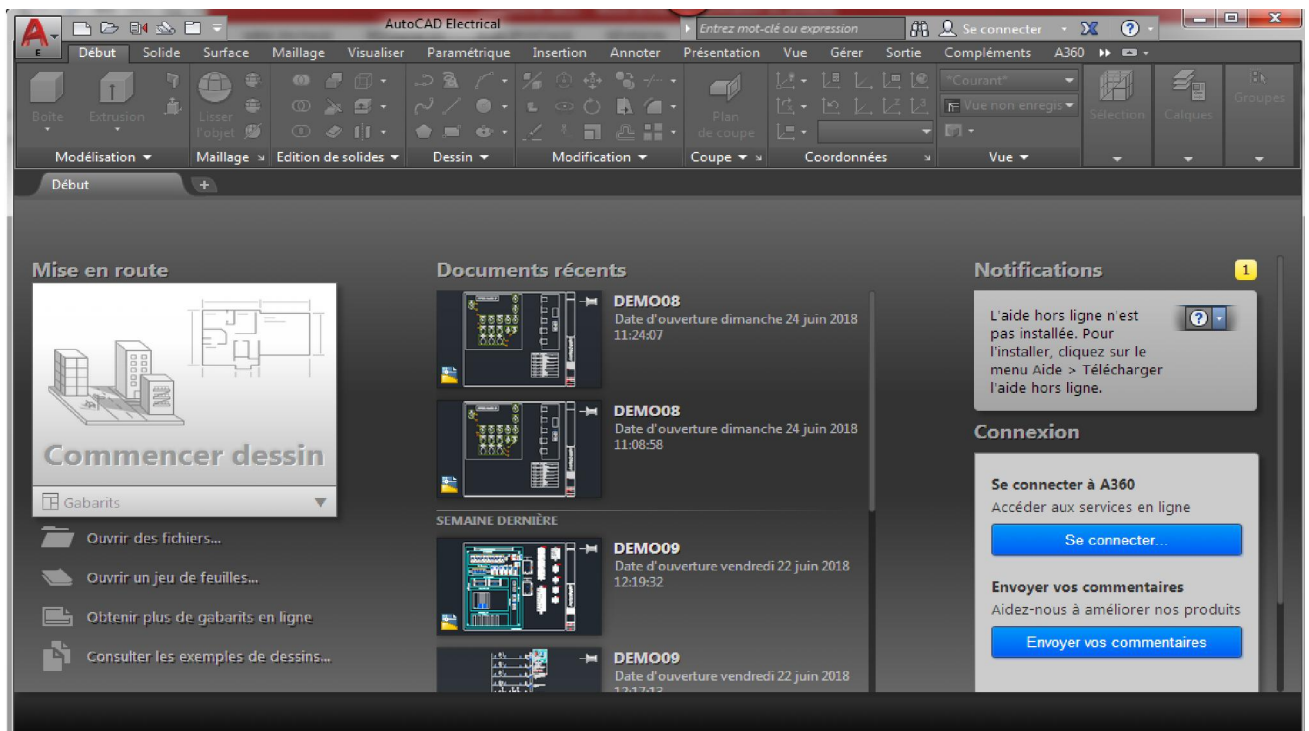 AutoCAD Electrical
Entrez mot-clé ou expression
Se connecter
E
Début Solide Surface Maillage Visualiser Paramétrique Insertion Annoter Présentation Vue Gérer Sortie Compléments A360
Boîte Extrusion
Lisser l'objet
Plan de coupe
"Courant"
Vue non enregis
Sélection Calques Groupes
Modélisation Maillage Edition de solides Dessin Modification Coupe Coordonnées Vue
Début
Mise en route
Commencer dessin
Gabarits
Ouvrir des fichiers...
Ouvrir un jeu de feuilles...
Obtenir plus de gabarits en ligne
Consulter les exemples de dessins...
Documents récents
DEMO08
Date d'ouverture dimanche 24 juin 2018
11:24:07
DEMO08
Date d'ouverture dimanche 24 juin 2018
11:08:58
SEMAINE DERNIÈRE
DEMO09
Date d'ouverture vendredi 22 juin 2018
12:19:32
DEMO09
Date d'ouverture vendredi 22 juin 2018
12:17:13
Notifications
1
L'aide hors ligne n'est
pas installée. Pour
l'installer, cliquez sur le
menu Aide > Télécharger
l'aide hors ligne.
Connexion
Se connecter à A360
Accéder aux services en ligne
Se connecter...
Envoyer vos commentaires
Aidez-nous à améliorer nos produits
Envoyer vos commentaires